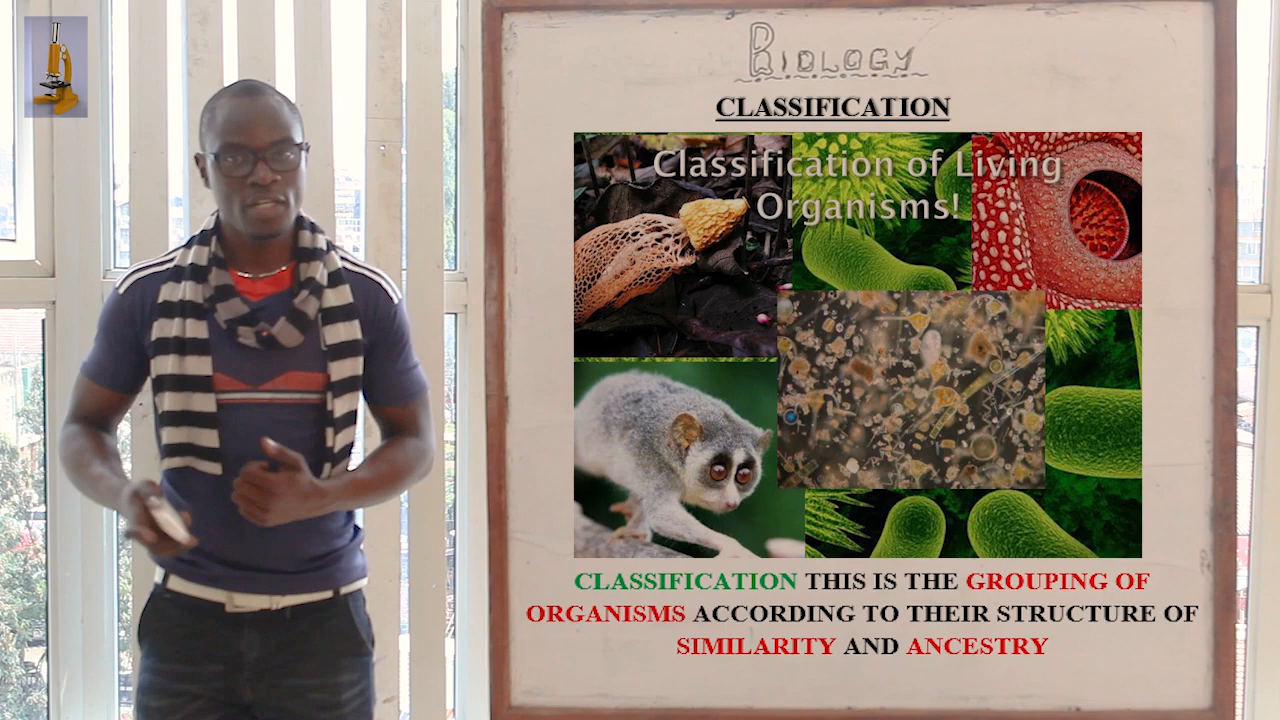 BIOLOGY
CLASSIFICATION
Classification of Living
Organisms!
CLASSIFICATION THIS IS THE GROUPING OF
ORGANISMS ACCORDING TO THEIR STRUCTURE OF
SIMILARITY AND ANCESTRY